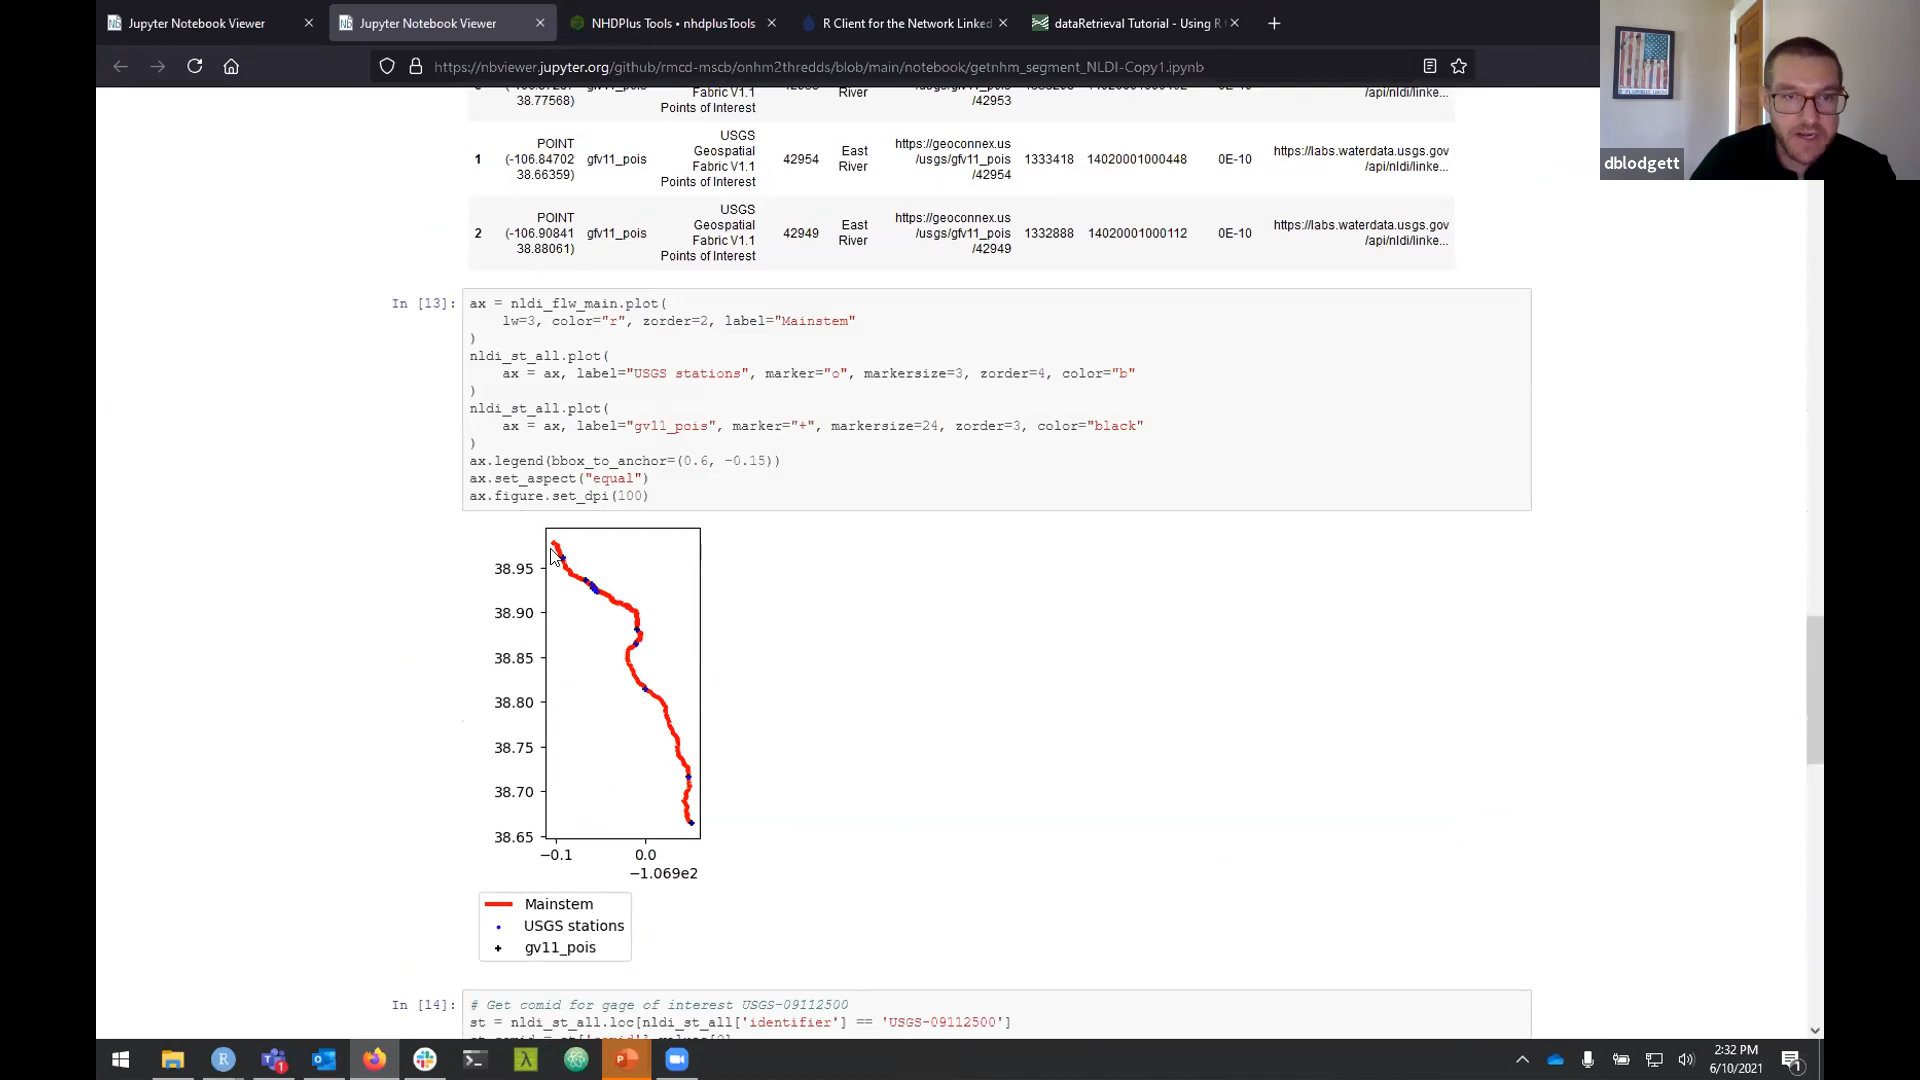 Jupyter Notebook Viewer
Jupyter Notebook Viewer
NHDPlus Tools • nhdplusTools
R Client for the Network Linked
dataRetrieval Tutorial - Using R
https://nbviewer.jupyter.org/github/rmcd-mscb/onhm2thredds/blob/main/notebook/getnhm_segment_NLDI-Copy1.ipynb
dblodgett
38.77568)
gfv11_pois
Fabric V1.1
Points of Interest
River
/42953
/api/nldi/linke...
1
POINT
(-106.84702
38.66359)
gfv11_pois
USGS
Geospatial
Fabric V1.1
Points of Interest
42954
East
River
https://geoconnex.us
/usgs/gfv11_pois
/42954
1333418
14020001000448
0E-10
https://labs.waterdata.usgs.gov
/api/nldi/linke...
2
POINT
(-106.90841
38.88061)
gfv11_pois
USGS
Geospatial
Fabric V1.1
Points of Interest
42949
East
River
https://geoconnex.us
/usgs/gfv11_pois
/42949
1332888
14020001000112
0E-10
https://labs.waterdata.usgs.gov
/api/nldi/linke...
In [13]:
ax = nldi_flw_main.plot(
lw=3, color="r", zorder=2, label="Mainstem"
)
nldi_st_all.plot(
ax = ax, label="USGS stations", marker="o", markersize=3, zorder=4, color="b"
)
nldi_st_all.plot(
ax = ax, label="gv11_pois", marker="+", markersize=24, zorder=3, color="black"
)
ax.legend(bbox_to_anchor=(0.6, -0.15))
ax.set_aspect("equal")
ax.figure.set_dpi(100)
38.95
38.90
38.85
38.80
38.75
38.70
38.65
−0.1
0.0
−1.069e2
Mainstem
USGS stations
gv11_pois
In [14]:
# Get comid for gage of interest USGS-09112500
st = nldi_st_all.loc[nldi_st_all['identifier'] == 'USGS-09112500']
2:32 PM
6/10/2021